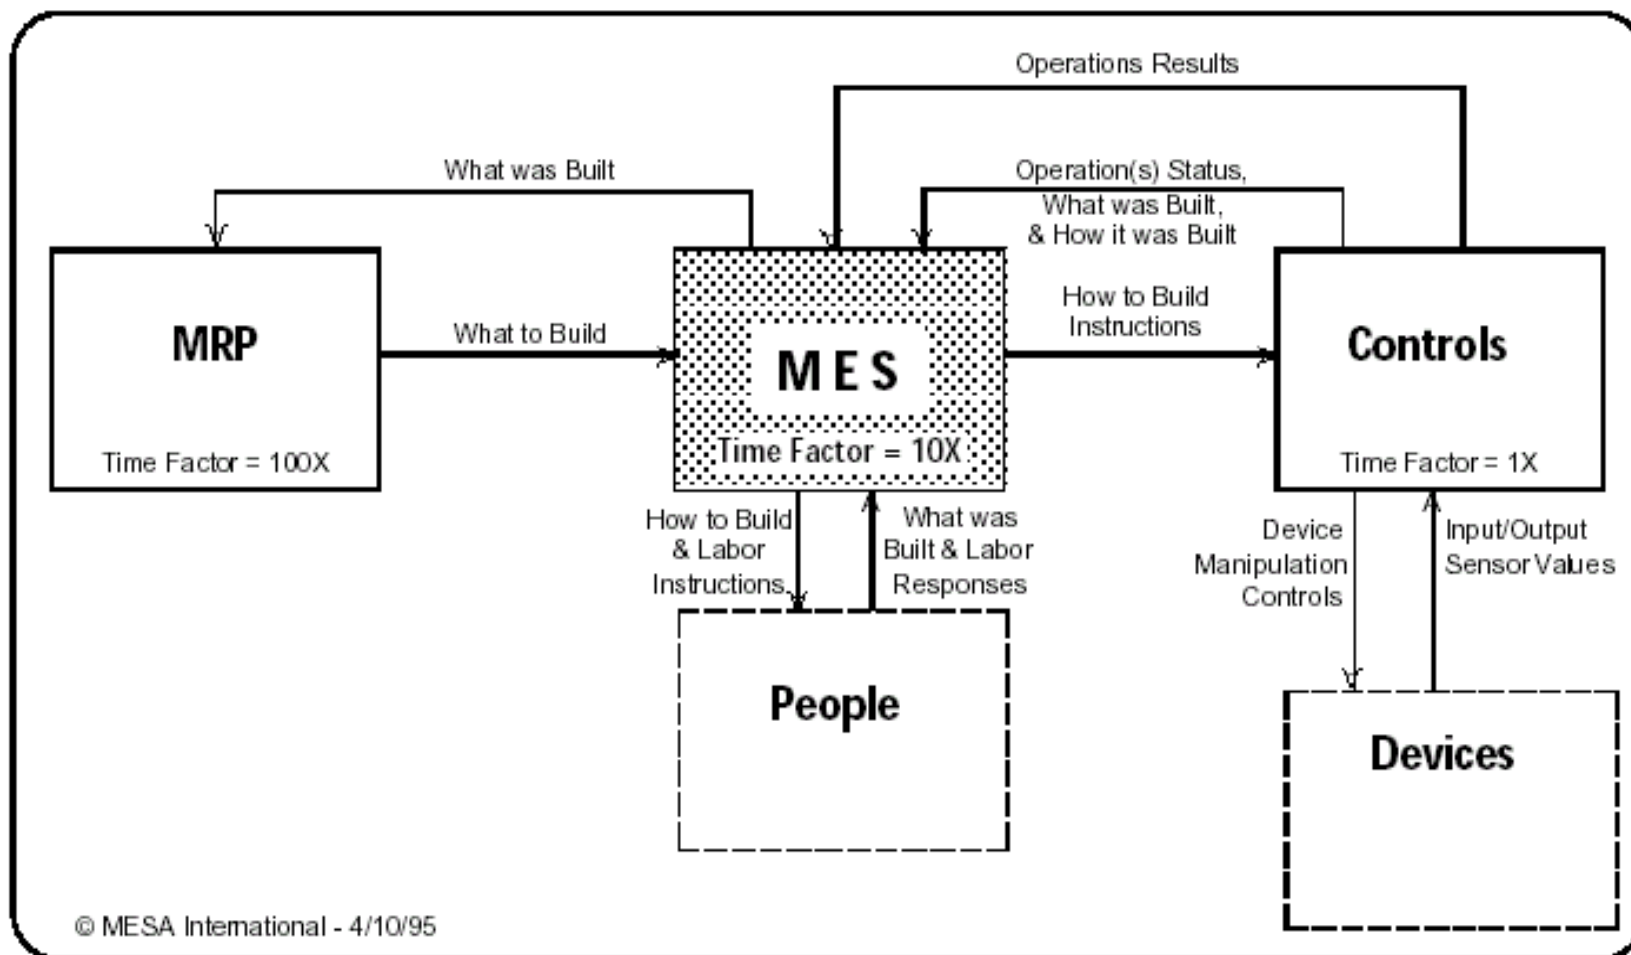 Operations Results
What was Built
Operation(s) Status,
What was Built,
& How it was Built
MRP
Time Factor = 100X
What to Build
M E S
Time Factor = 10X
How to Build
Instructions
Controls
Time Factor = 1X
How to Build
& Labor
Instructions
What was
Built & Labor
Responses
Device
Manipulation
Controls
Input/Output
Sensor Values
People
Devices
© MESA International - 4/10/95